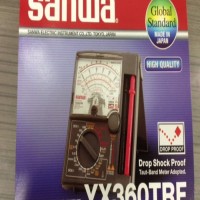 sanwa
SANWA ELECTRIC INSTRUMENT CO., LTD. TOKYO, JAPAN
Global
Standard
MADE IN
JAPAN
HIGH QUALITY
DROP PROOF
Drop Shock Proof
Taut-Band Meter Adopted.
YX360TRF